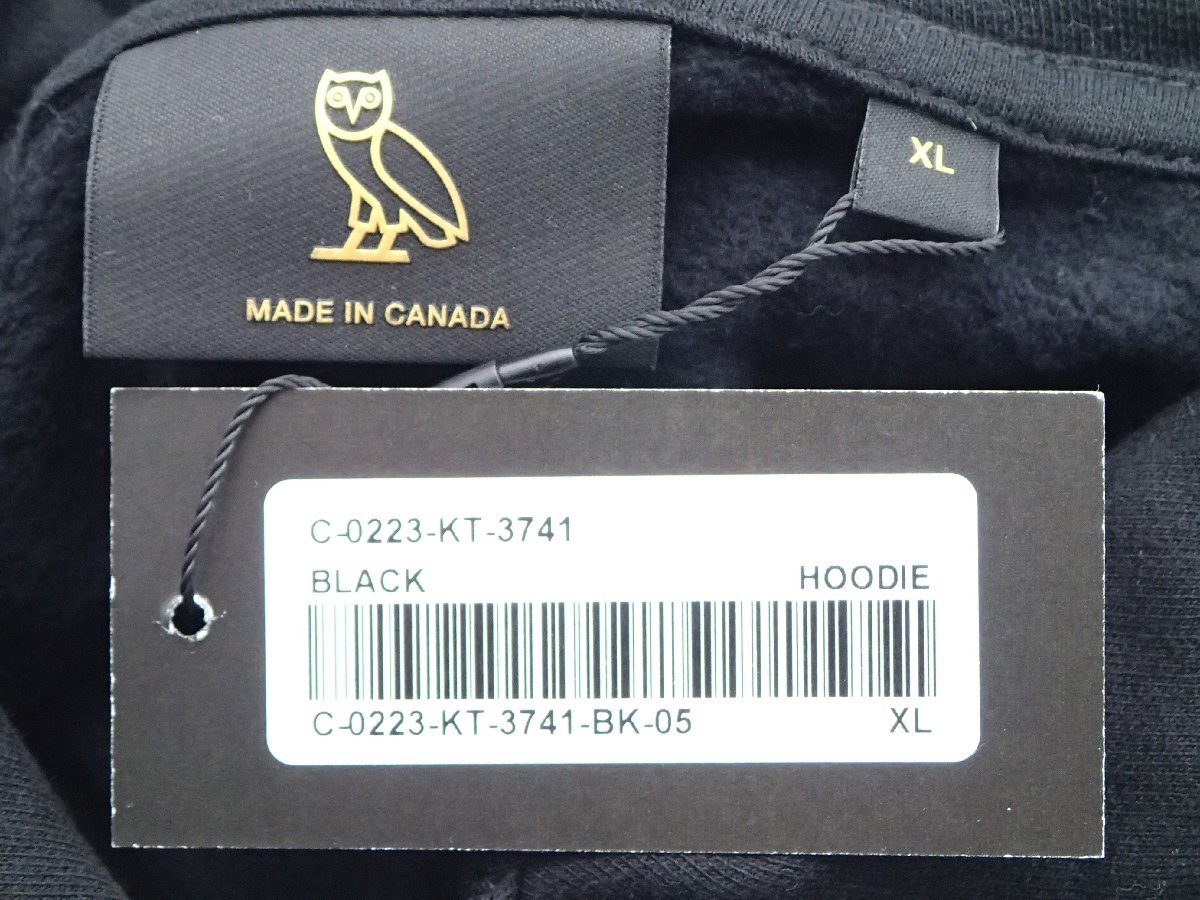 MADE IN CANADA
XL
C-0223-KT-3741
BLACK HOODIE
C-0223-KT-3741-BK-05 XL